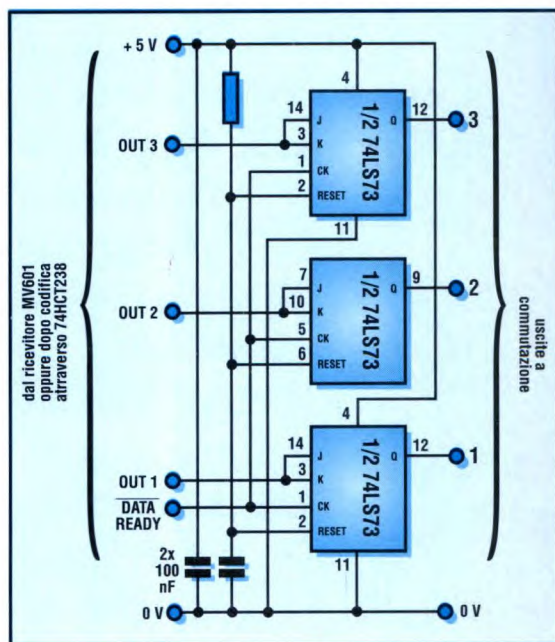 + 5 V
OUT 3
OUT 2
OUT 1
DATA
READY
0 V
dal ricevitore MV601
oppure dopo codifica
atrraverso 74HCT238
2x
100
nF
4
14
3
1
2
J
K
CK
RESET
1/2 74LS73
Q
12
3
11
7
10
5
6
J
K
CK
RESET
1/2 74LS73
Q
9
2
4
14
3
1
2
J
K
CK
RESET
1/2 74LS73
Q
12
1
11
0 V
uscite a
commutazione